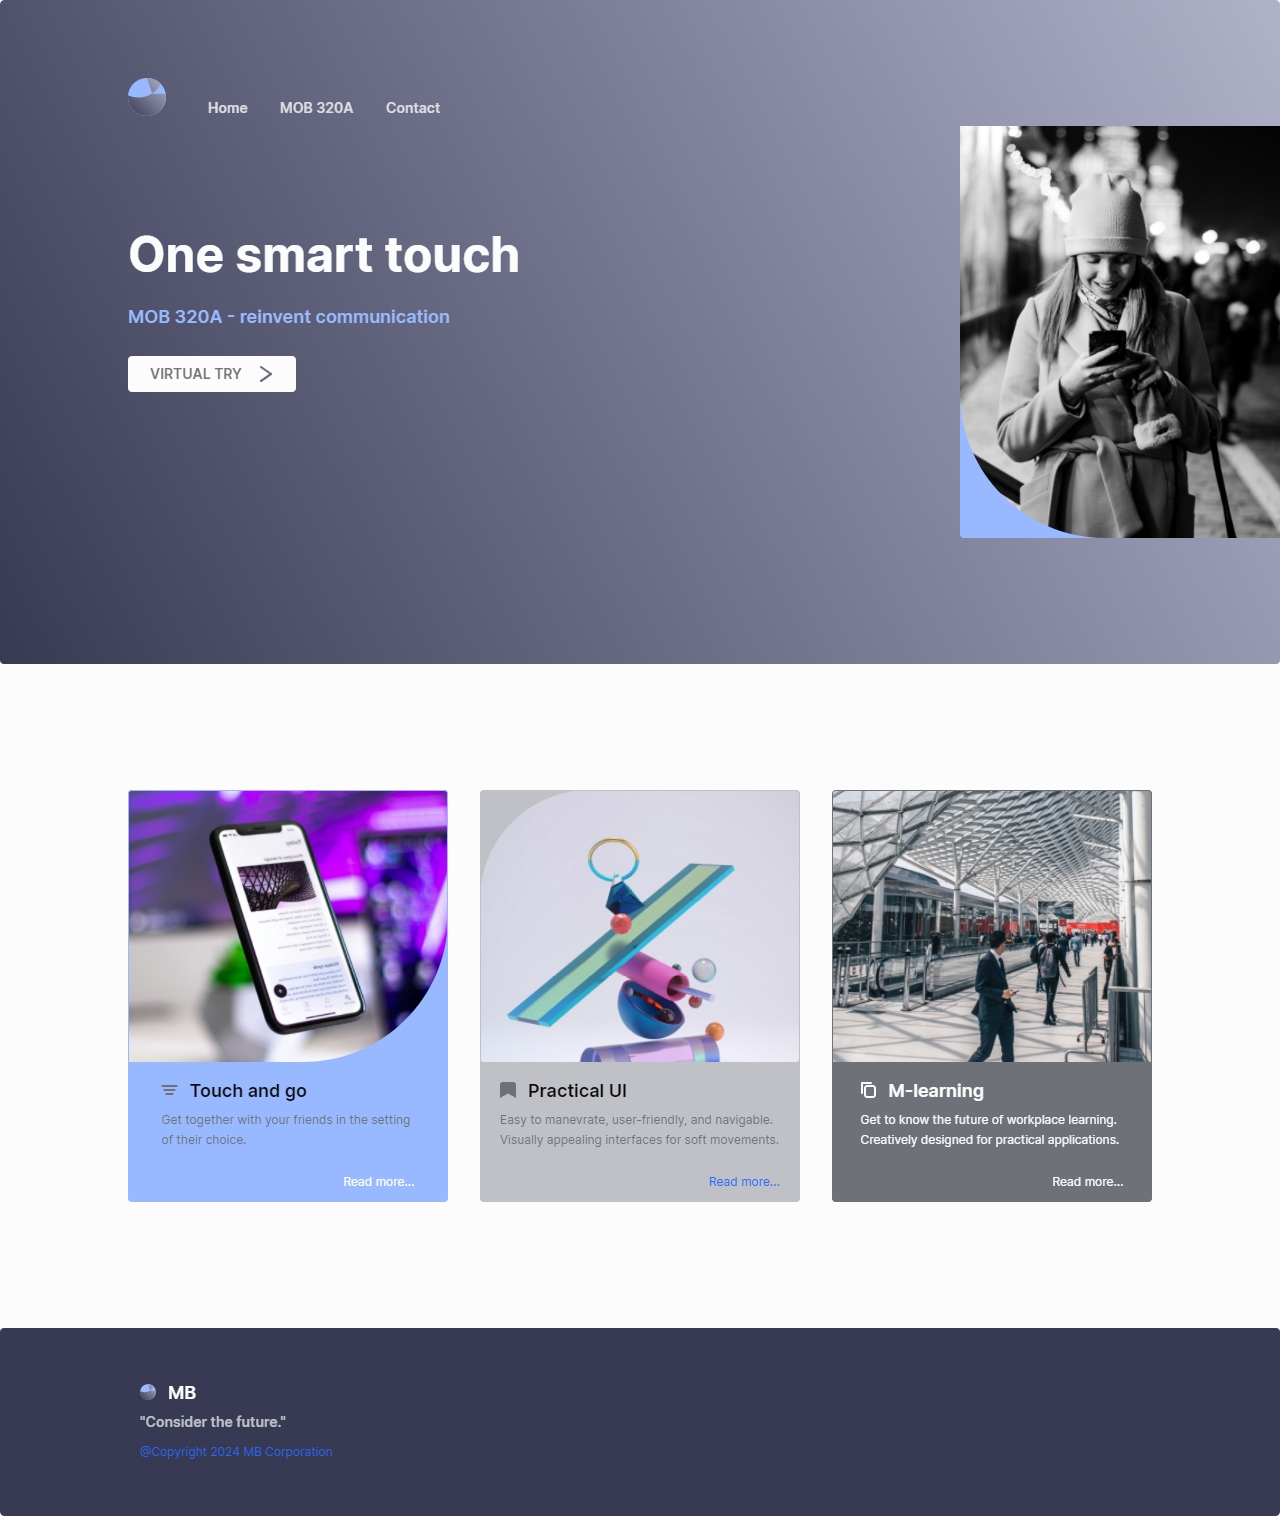 Home MOB 320A Contact
One smart touch
MOB 320A - reinvent communication
VIRTUAL TRY
Touch and go
Get together with your friends in the setting
of their choice.
Read more...
Practical UI
Easy to manevrate, user-friendly, and navigable.
Visually appealing interfaces for soft movements.
Read more...
M-learning
Get to know the future of workplace learning.
Creatively designed for practical applications.
Read more...
MB
"Consider the future."
@Copyright 2024 MB Corporation